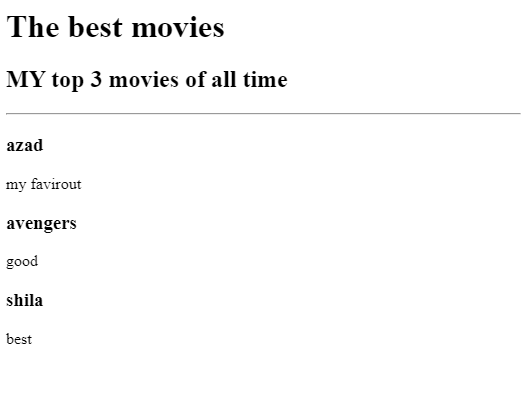 The best movies
MY top 3 movies of all time
azad
my favirout
avengers
good
shila
best